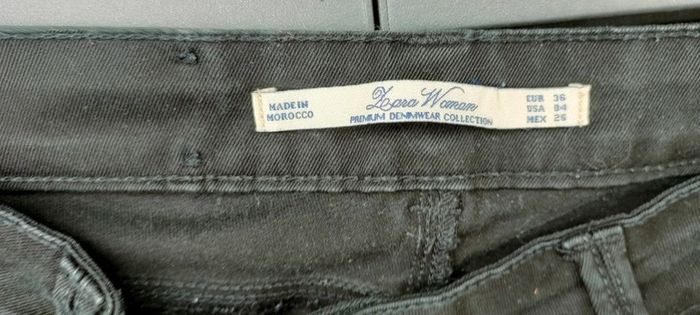 MADE IN
MOROCCO
Zara Woman
PREMIUM DENIMWEAR COLLECTION
EUR 36
USA 04
MEX 26